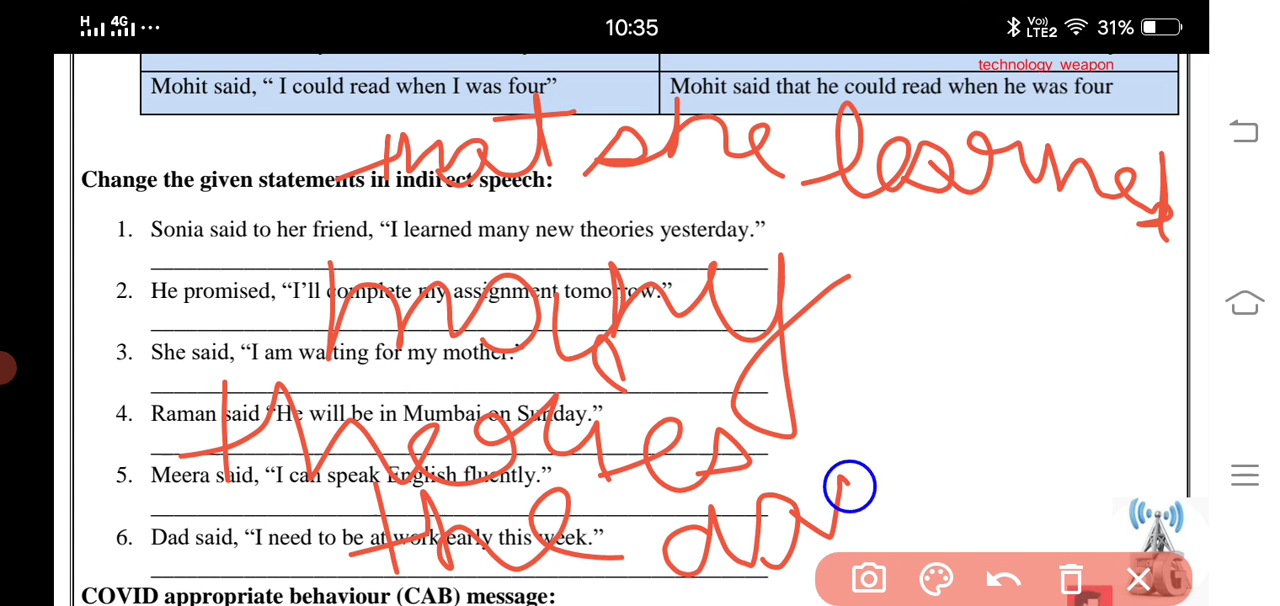 H 4G 10:35 Vo)) LTE2 31%
technology weapon
Mohit said, “ I could read when I was four” Mohit said that he could read when he was four
that she learned
Change the given statements in indirect speech:
1. Sonia said to her friend, “I learned many new theories yesterday.”
many
2. He promised, “I’ll complete my assignment tomorrow.”
3. She said, “I am waiting for my mother.”
theories
4. Raman said “He will be in Mumbai on Sunday.”
5. Meera said, “I can speak English fluently.”
the
6. Dad said, “I need to be at work early this week.”
COVID appropriate behaviour (CAB) message: